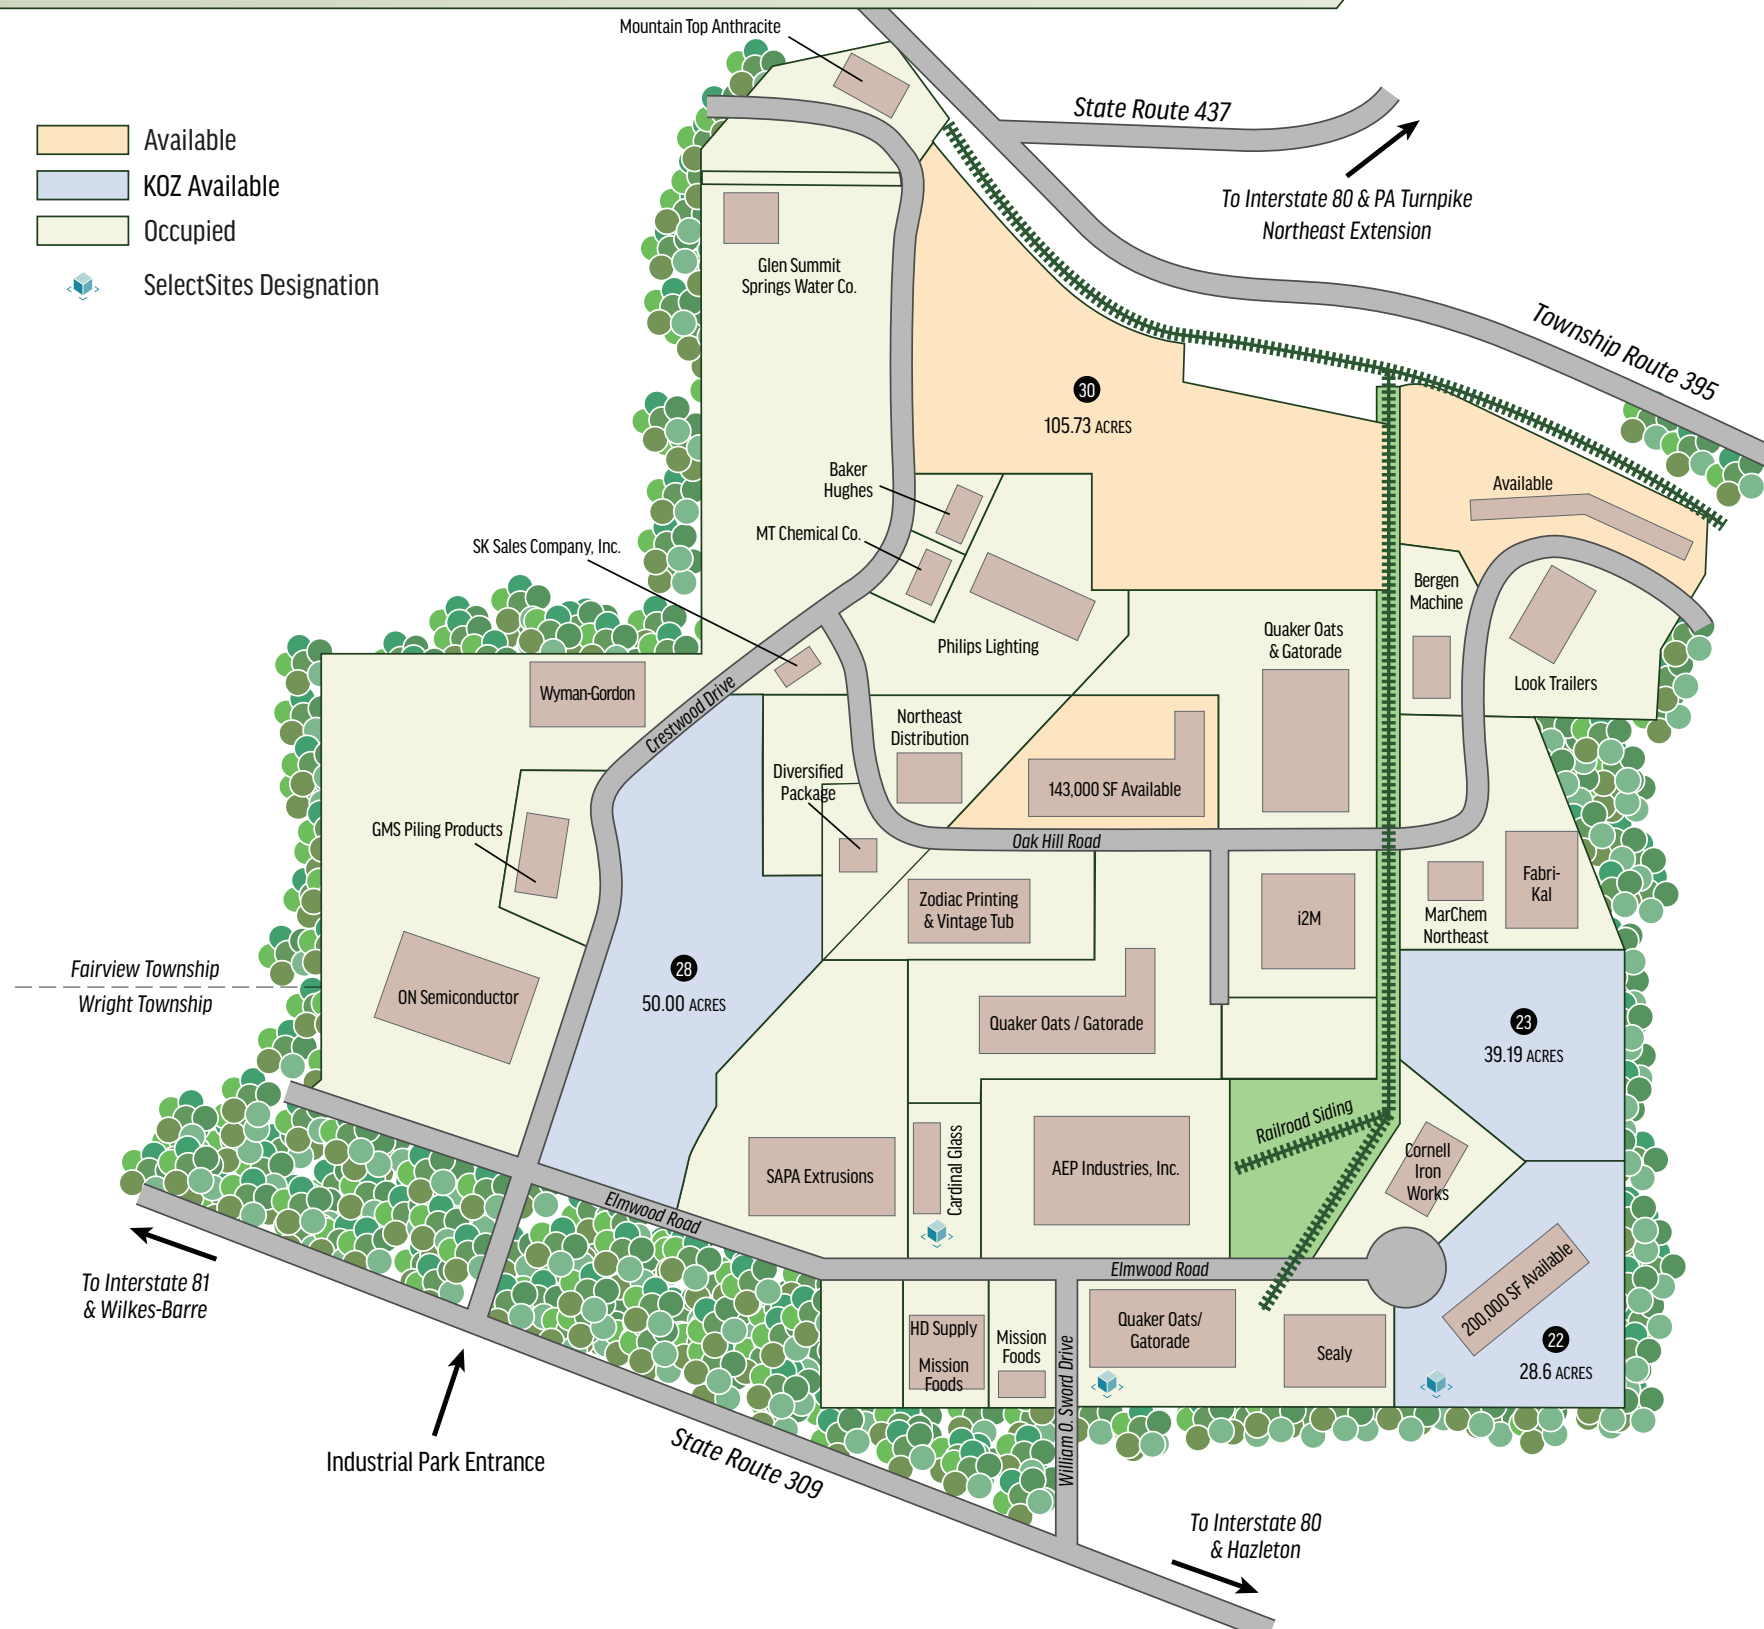 Mountain Top Anthracite
State Route 437
Available
KOZ Available
Occupied
SelectSites Designation
To Interstate 80 & PA Turnpike
Northeast Extension
Glen Summit
Springs Water Co.
Township Route 395
30
105.73 ACRES
Baker
Hughes
Available
MT Chemical Co.
SK Sales Company, Inc.
Bergen
Machine
Philips Lighting
Quaker Oats
& Gatorade
Look Trailers
Wyman-Gordon
Crestwood Drive
Northeast
Distribution
Diversified
Package
143,000 SF Available
GMS Piling Products
Oak Hill Road
Zodiac Printing
& Vintage Tub
i2M
Fabri-
Kal
MarChem
Northeast
Fairview Township
Wright Township
ON Semiconductor
28
50.00 ACRES
Quaker Oats / Gatorade
23
39.19 ACRES
Railroad Siding
SAPA Extrusions
Cardinal Glass
AEP Industries, Inc.
Cornell
Iron
Works
Elmwood Road
Elmwood Road
To Interstate 81
& Wilkes-Barre
HD Supply
Mission
Foods
Mission
Foods
William O. Sword Drive
Quaker Oats/
Gatorade
Sealy
200,000 SF Available
22
28.6 ACRES
Industrial Park Entrance
State Route 309
To Interstate 80
& Hazleton